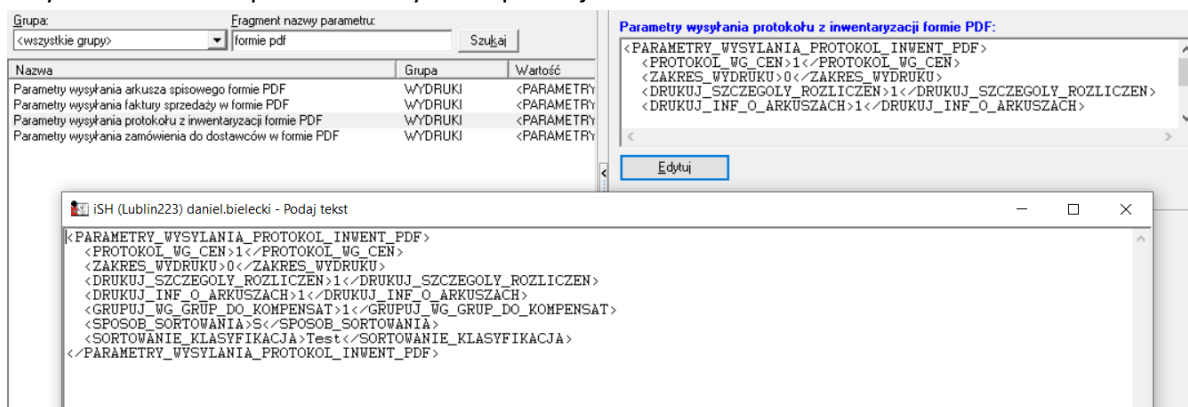 Grupa:
Fragment nazwy parametru:
<wszystkie grupy>
formie pdf
Szukaj
Nazwa Grupa Wartość
Parametry wysyłania arkusza spisowego formie PDF WYDRUKI <PARAMETRY
Parametry wysyłania faktury sprzedaży w formie PDF WYDRUKI <PARAMETRY
Parametry wysyłania protokołu z inwentaryzacji formie PDF WYDRUKI <PARAMETRY
Parametry wysyłania zamówienia do dostawców w formie PDF WYDRUKI <PARAMETRY
Parametry wysyłania protokołu z inwentaryzacji formie PDF:
<PARAMETRY_WYSYLANIA_PROTOKOL_INWENT_PDF>
<PROTOKOL_WG_CEN>1</PROTOKOL_WG_CEN>
<ZAKRES_WYDRUKU>0</ZAKRES_WYDRUKU>
<DRUKUJ_SZCZEGOLY_ROZLICZEN>1</DRUKUJ_SZCZEGOLY_ROZLICZEN>
<DRUKUJ_INF_O_ARKUSZACH>1</DRUKUJ_INF_O_ARKUSZACH>
Edytuj
iSH (Lublin223) daniel.bielecki - Podaj tekst
<PARAMETRY_WYSYLANIA_PROTOKOL_INWENT_PDF>
<PROTOKOL_WG_CEN>1</PROTOKOL_WG_CEN>
<ZAKRES_WYDRUKU>0</ZAKRES_WYDRUKU>
<DRUKUJ_SZCZEGOLY_ROZLICZEN>1</DRUKUJ_SZCZEGOLY_ROZLICZEN>
<DRUKUJ_INF_O_ARKUSZACH>1</DRUKUJ_INF_O_ARKUSZACH>
<GRUPUJ_WG_GRUP_DO_KOMPENSAT>1</GRUPUJ_WG_GRUP_DO_KOMPENSAT>
<SPOSOB_SORTOWANIA>S</SPOSOB_SORTOWANIA>
<SORTOWANIE_KLASYFIKACJA>Test</SORTOWANIE_KLASYFIKACJA>
</PARAMETRY_WYSYLANIA_PROTOKOL_INWENT_PDF>